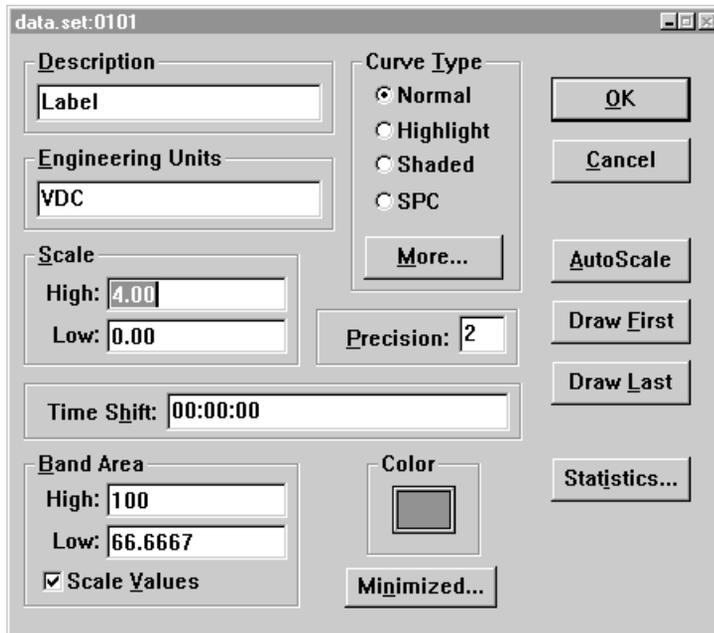 data.set:0101
Description
Label
Engineering Units
VDC
Scale
High: 4.00
Low: 0.00
Curve Type
Normal
Highlight
Shaded
SPC
More...
Precision: 2
Time Shift: 00:00:00
Band Area
High: 100
Low: 66.6667
Scale Values
Color
Minimized...
OK
Cancel
AutoScale
Draw First
Draw Last
Statistics...